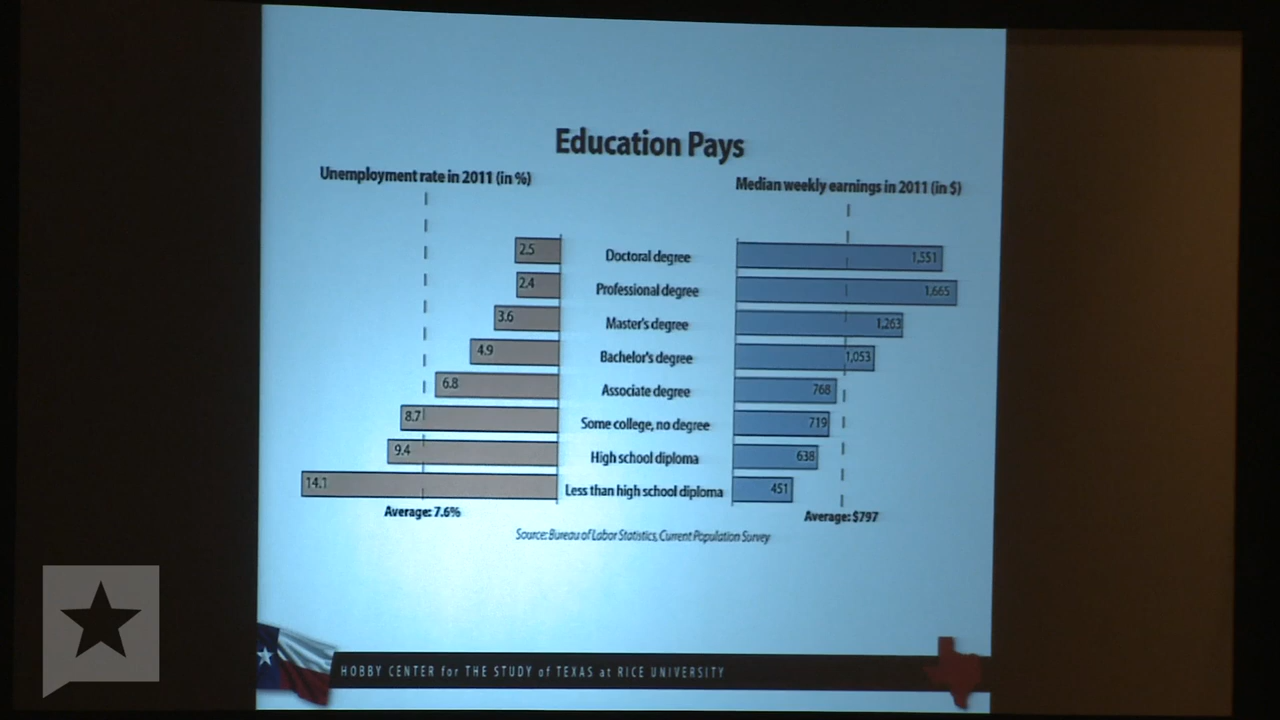 Education Pays
Unemployment rate in 2011 (in %)
Median weekly earnings in 2011 (in $)
2.5 Doctoral degree 1,551
2.4 Professional degree 1,665
3.6 Master's degree 1,263
4.9 Bachelor's degree 1,053
6.8 Associate degree 768
8.7 Some college, no degree 719
9.4 High school diploma 638
14.1 Less than high school diploma 451
Average: 7.6%
Average: $797
Source: Bureau of Labor Statistics, Current Population Survey
HOBBY CENTER for THE STUDY of TEXAS at RICE UNIVERSITY